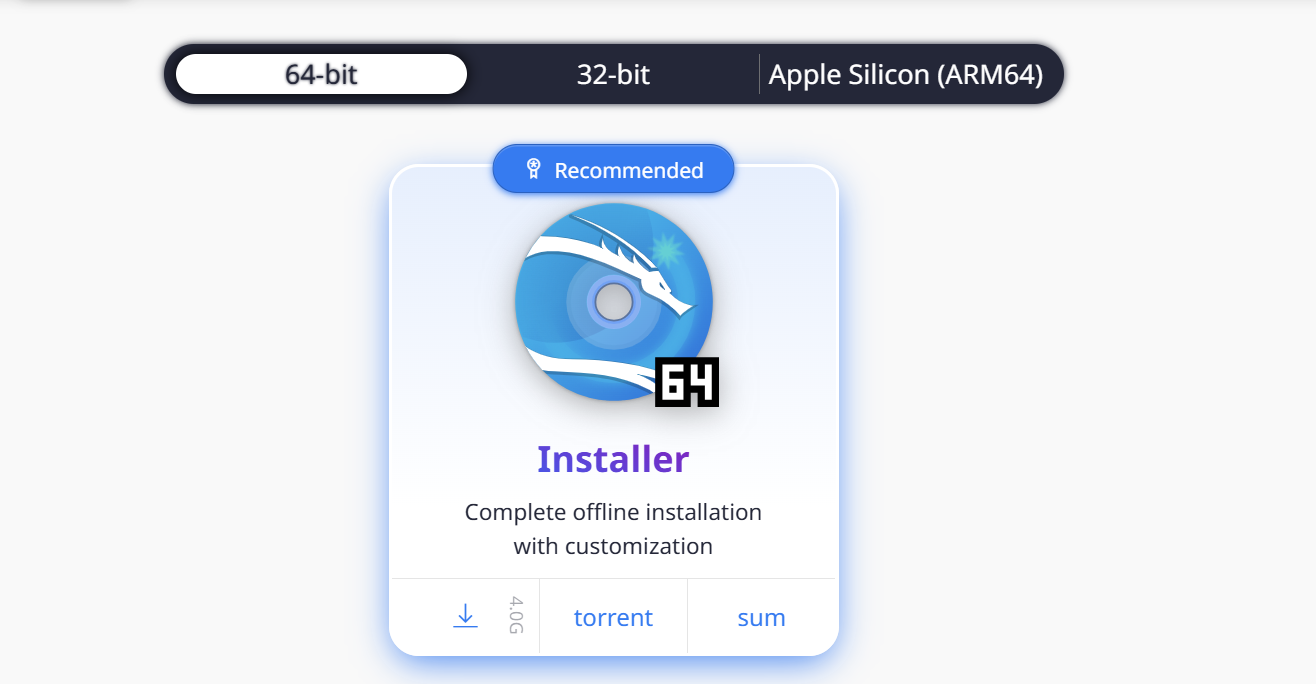 64-bit
32-bit
Apple Silicon (ARM64)
Recommended
64
Installer
Complete offline installation
with customization
4.0G
torrent
sum